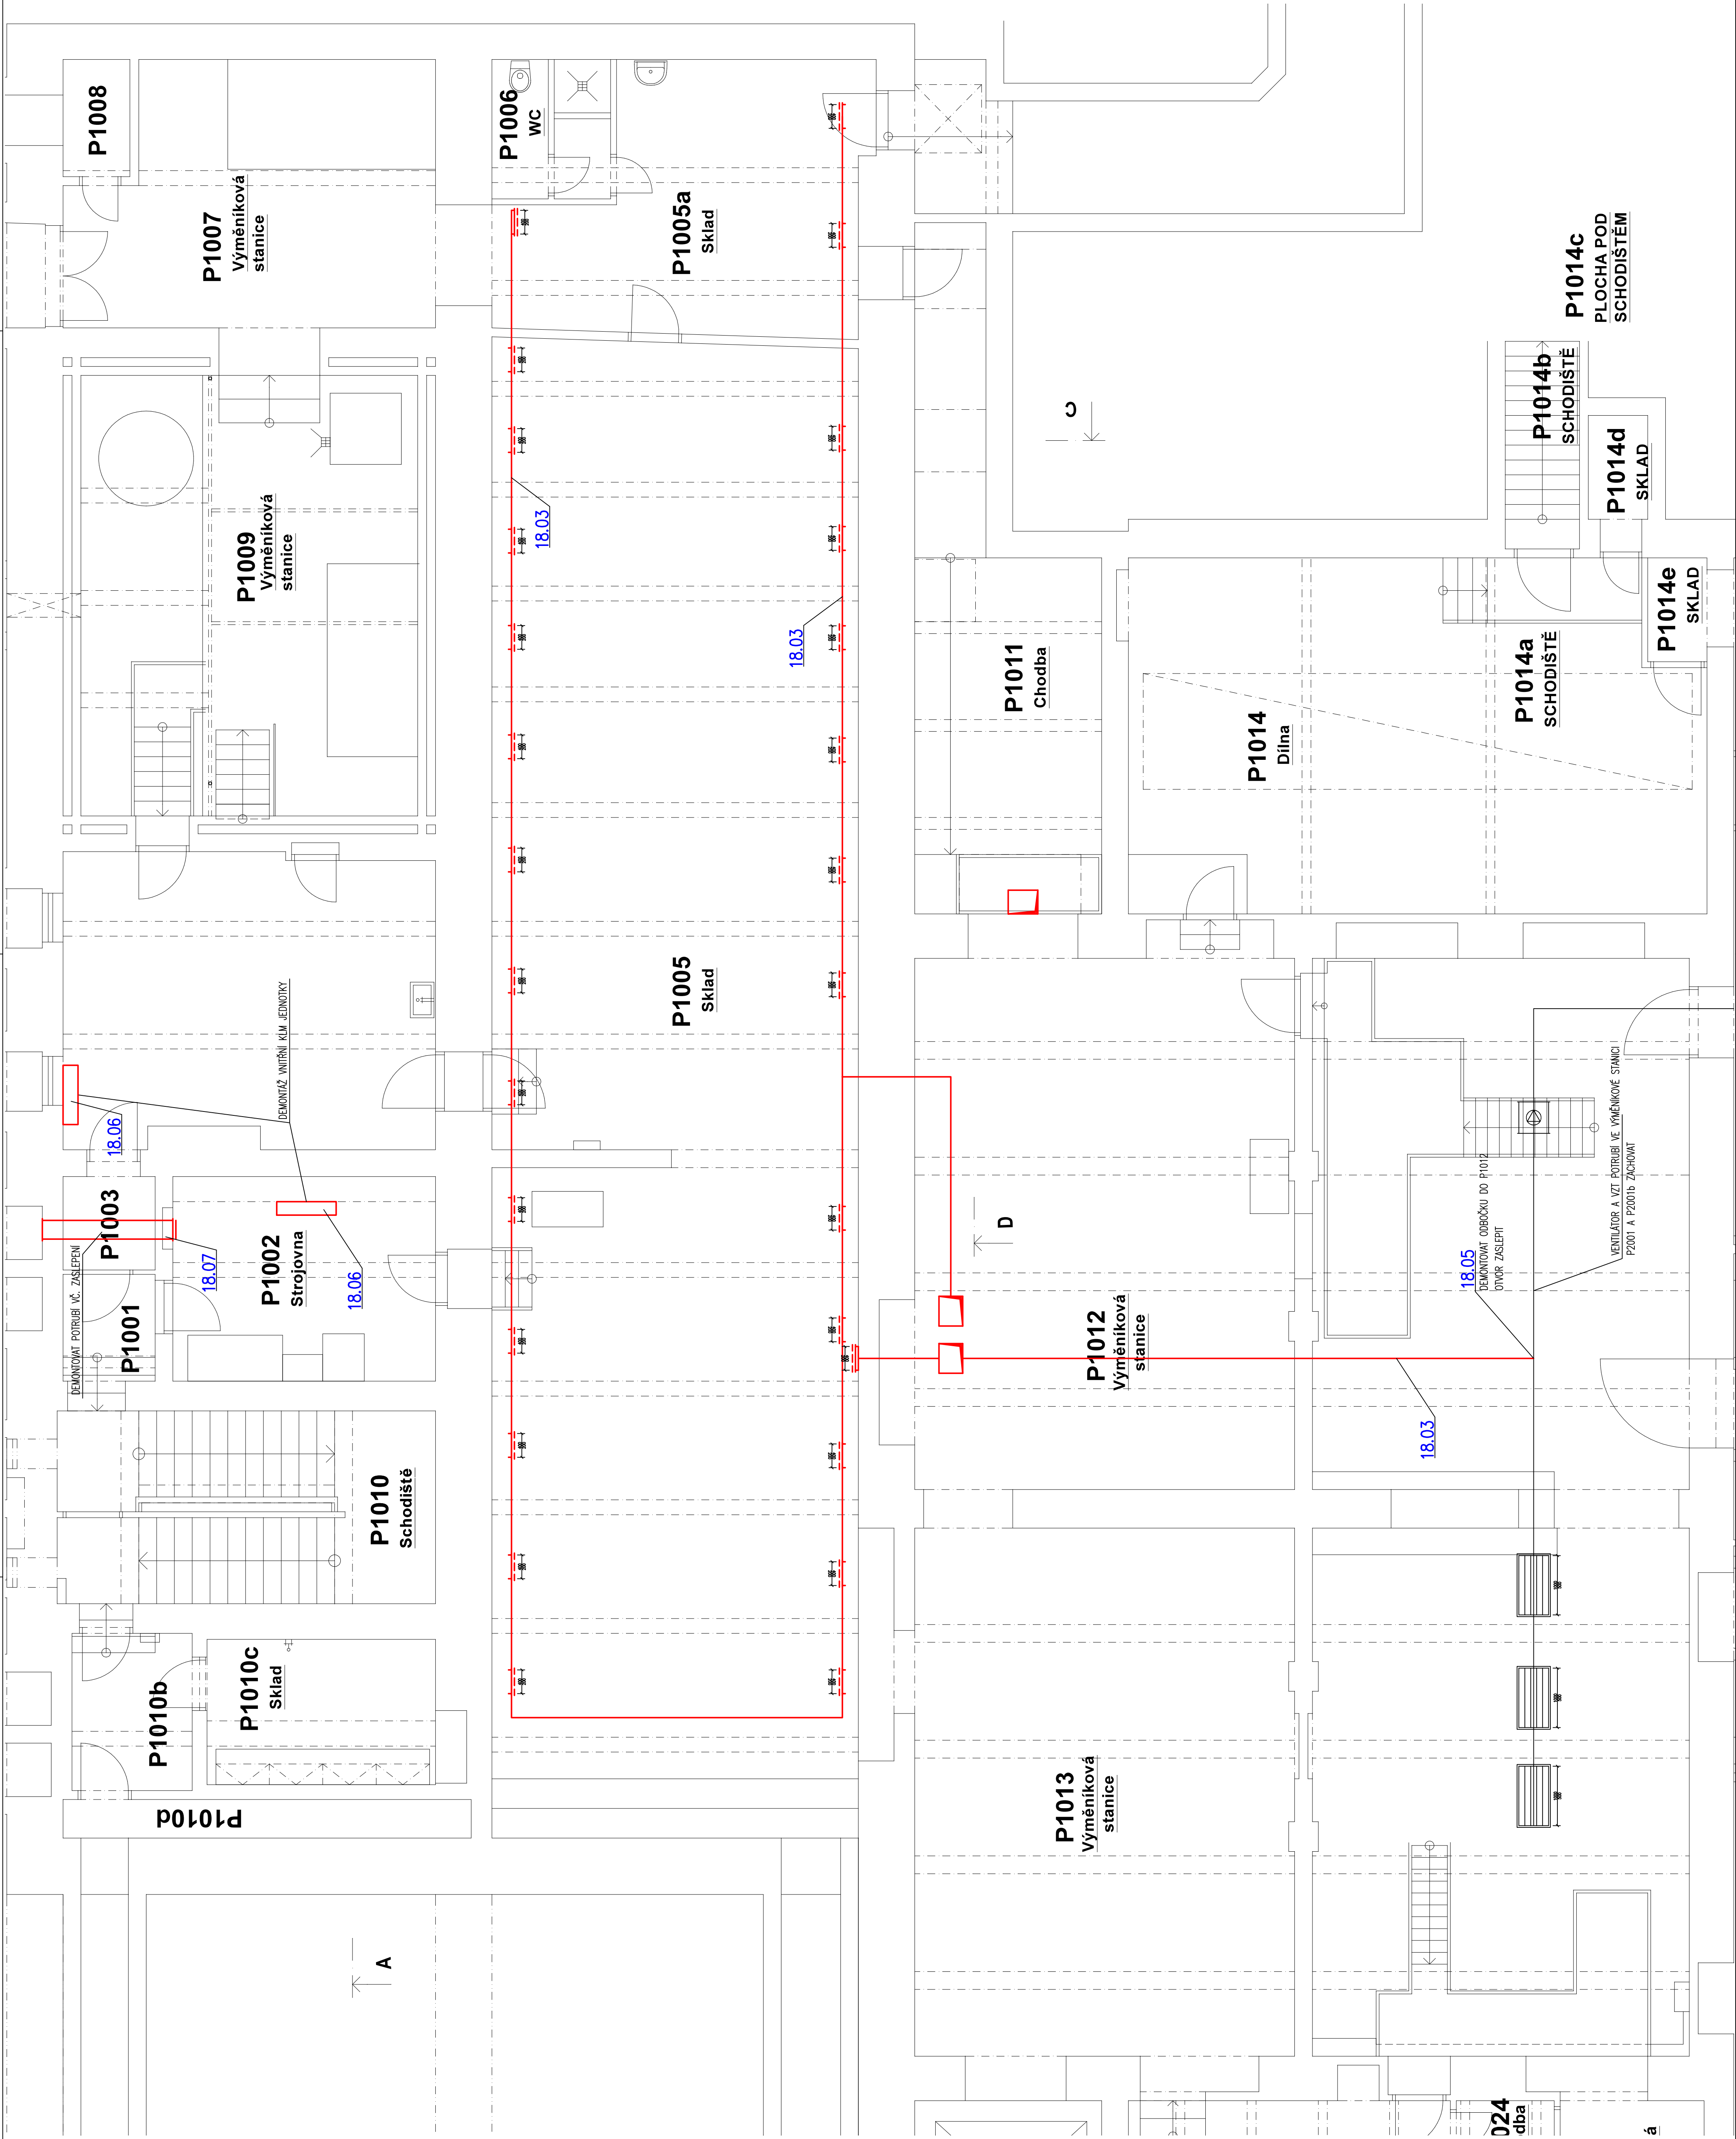 P1008
P1007
Výměníková
stanice
P1006
WC
P1005a
Sklad
P1014c
PLOCHA POD
SCHODIŠTĚM
P1014b
SCHODIŠTĚ
P1014d
SKLAD
P1014e
SKLAD
P1014a
SCHODIŠTĚ
C
P1009
Výměníková
stanice
18.03
18.03
P1011
Chodba
P1014
Dílna
P1005
Sklad
DEMONTÁŽ VNITŘNÍ KLM JEDNOTKY
18.06
P1003
DEMONTOVAT POTRUBÍ VČ. ZASLEPENÍ
18.07
P1002
Strojovna
18.06
P1001
D
P1012
Výměníková
stanice
18.05
DEMONTOVAT ODBOČKU DO P1012
OTVOR ZASLEPIT
VENTILÁTOR A VZT POTRUBÍ VE VÝMĚNÍKOVÉ STANICI
P2001 A P2001b ZACHOVAT
18.03
P1010
Schodiště
P1010c
Sklad
P1010b
P1010d
P1013
Výměníková
stanice
A
024
dba
á